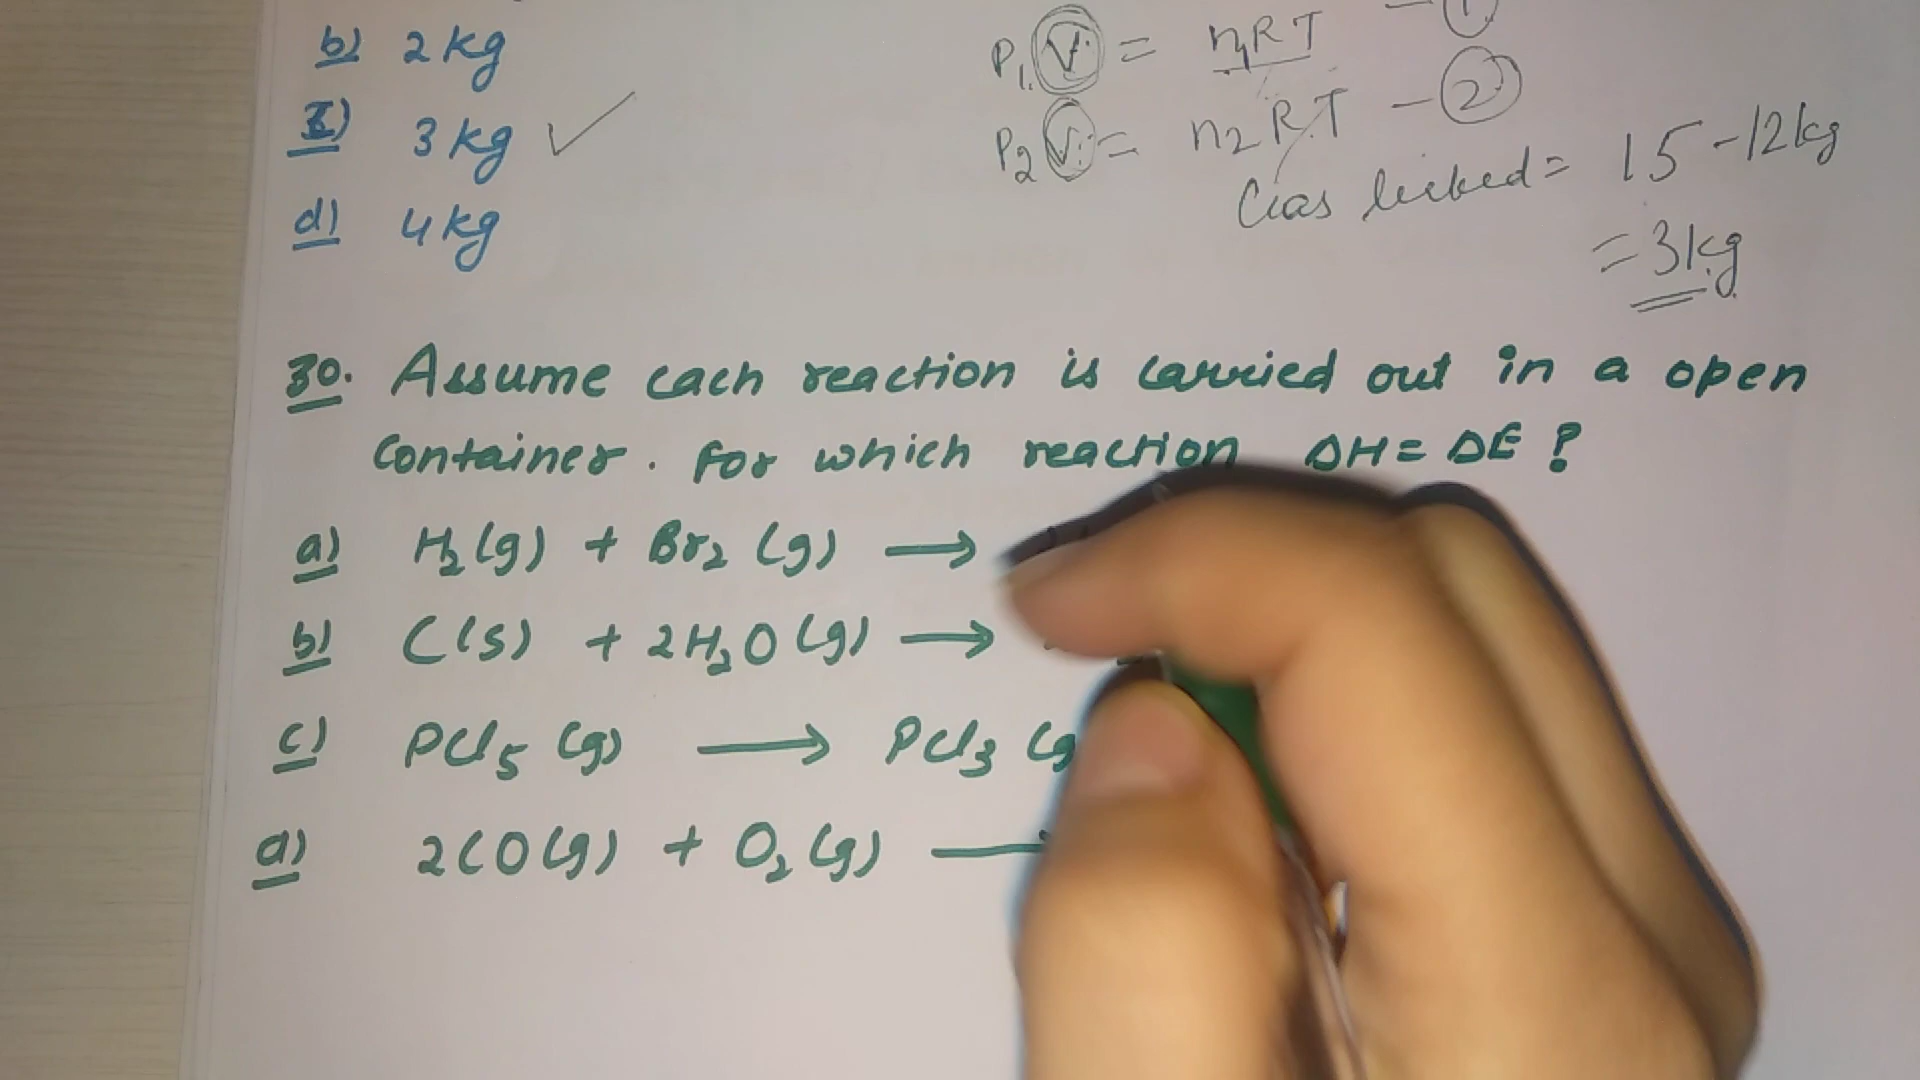 b) 2 kg
3 kg ✓
d) 4 kg
P₁ V = n₁RT — ①
P₂ V = n₂RT — ②
Gas = 15 - 12kg
= 3kg
30. Assume each reaction is carried out in a open
container. For which reaction ΔH = ΔE ?
a) H₂(g) + Br₂ (g) →
b) C(s) + 2H₂O(g) →
c) PCl₅ (g) → PCl₃ (g
d) 2CO(g) + O₂(g) —